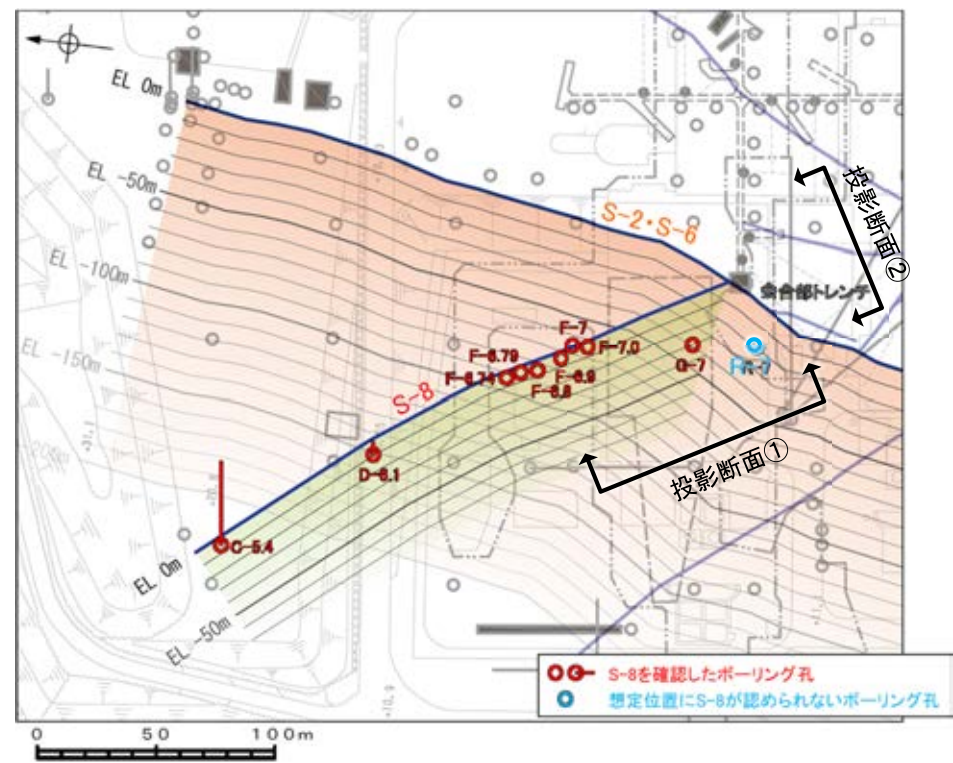 EL 0m
EL -50m
EL -100m
EL -150m
S-2・S-6
投影断面②
会合部トレンチ
F-7
F-7.0
F-6.79
F-6.74
F-6.9
F-6.8
G-7
S-8
D-6.1
投影断面①
C-5.4
EL 0m
EL -50m
S-8を確認したボーリング孔
想定位置にS-8が認められないボーリング孔
0 50 100m